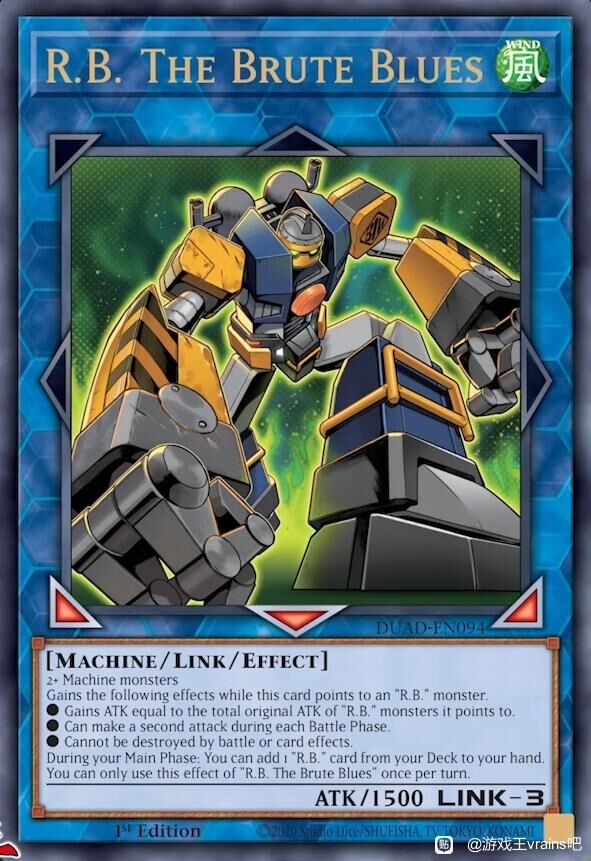 R.B. The Brute Blues
WIND
風
DUAD-EN094
[Machine/Link/Effect]
2+ Machine monsters
Gains the following effects while this card points to an "R.B." monster.
● Gains ATK equal to the total original ATK of "R.B." monsters it points to.
● Can make a second attack during each Battle Phase.
● Cannot be destroyed by battle or card effects.
During your Main Phase: You can add 1 "R.B." card from your Deck to your hand.
You can only use this effect of "R.B. The Brute Blues" once per turn.
ATK/1500 LINK-3
1st Edition ©2020 Studio Dice/SHUEISHA, TV TOKYO, KONAMI
贴 @游戏王vrains吧